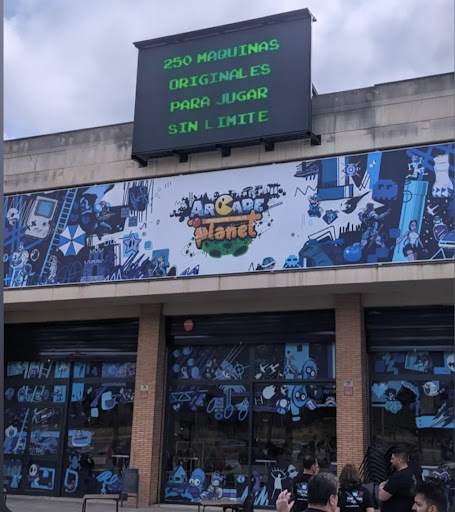 250 MAQUINAS
ORIGINALES
PARA JUGAR
SIN LIMITE
ARCADE
Planet